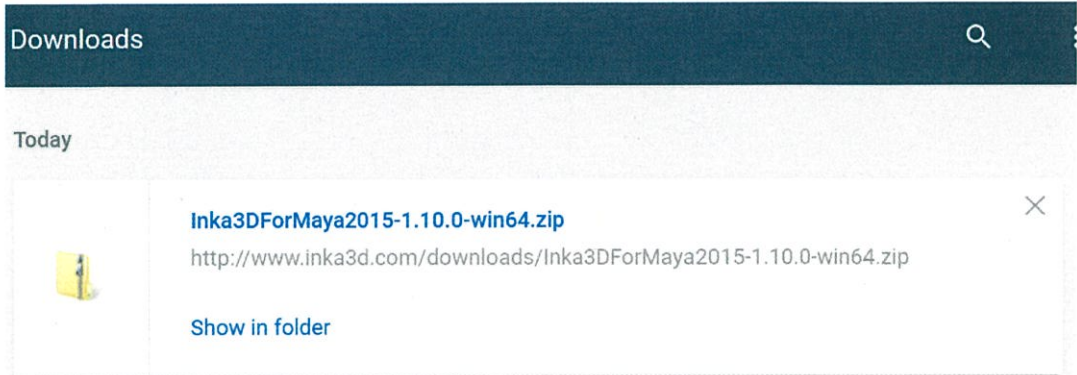 Downloads
Today
Inka3DForMaya2015-1.10.0-win64.zip
http://www.inka3d.com/downloads/Inka3DForMaya2015-1.10.0-win64.zip
Show in folder